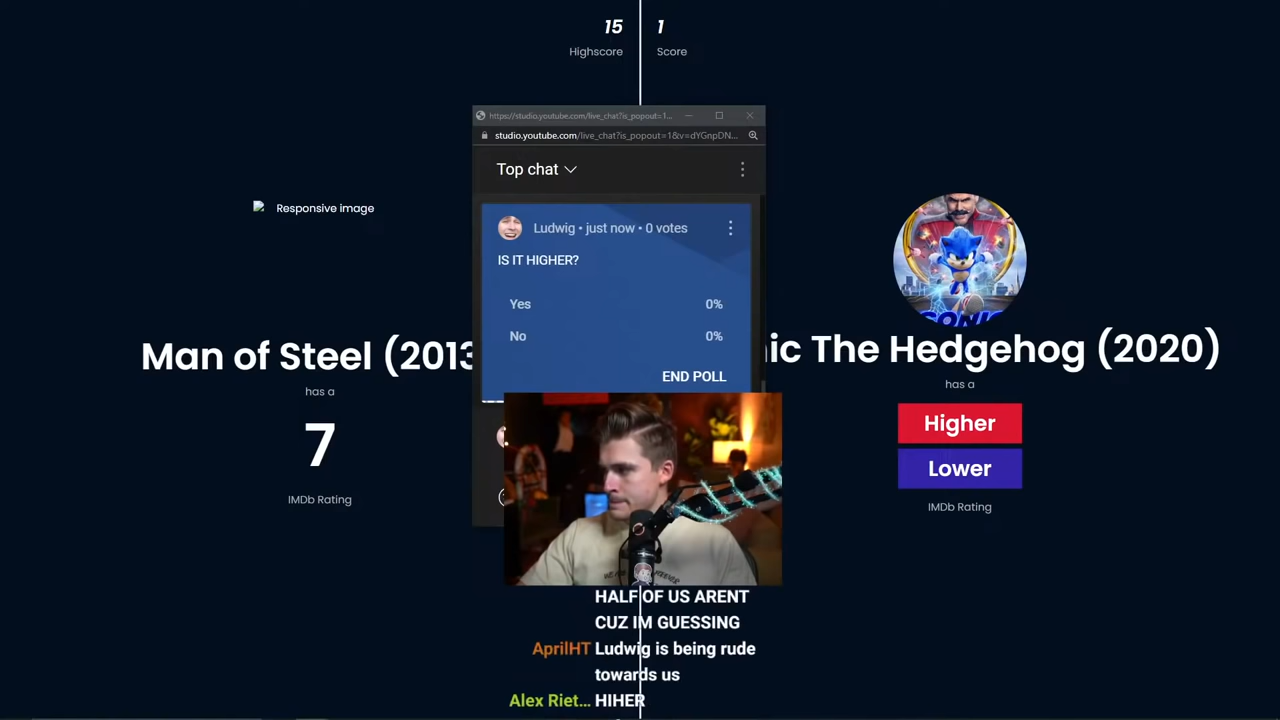 15
Highscore
1
Score
https://studio.youtube.com/live_chat?is_popout=1...
studio.youtube.com/live_chat?is_popout=1&v=dYGnpDN...
Top chat
Ludwig • just now • 0 votes
IS IT HIGHER?
Yes 0%
No 0%
END POLL
Responsive image
Man of Steel (2013
has a
7
IMDb Rating
SONIC
ic The Hedgehog (2020)
has a
Higher
Lower
IMDb Rating
HALF OF US ARENT
CUZ IM GUESSING
AprilHT Ludwig is being rude
towards us
Alex Riet... HIHER